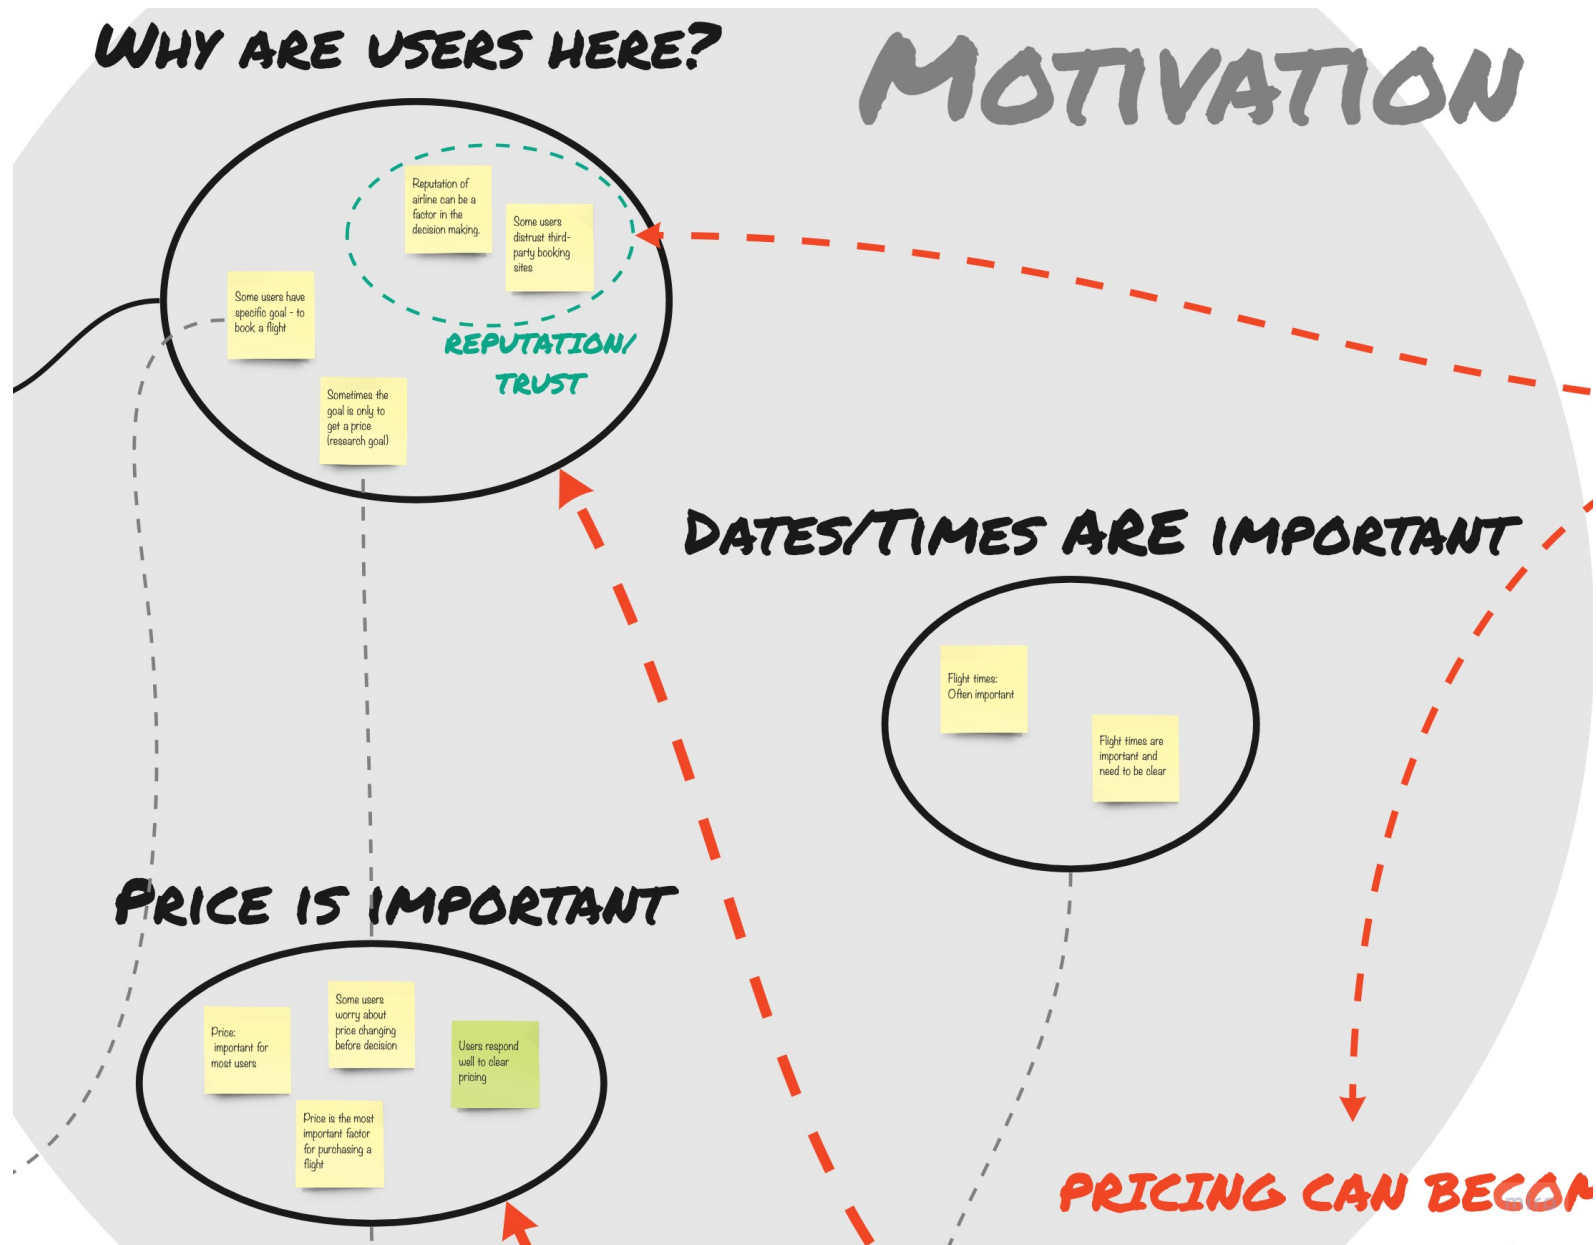 WHY ARE USERS HERE?
MOTIVATION
Reputation of
airline can be a
factor in the
decision making.
Some users
distrust third-
party booking
sites
Some users have
specific goal - to
book a flight
REPUTATION/
TRUST
Sometimes the
goal is only to
get a price
(research goal)
DATES/TIMES ARE IMPORTANT
Flight times:
Often important
Flight times are
important and
need to be clear
PRICE IS IMPORTANT
Some users
worry about
price changing
before decision
Price:
important for
most users
Users respond
well to clear
pricing
Price is the most
important factor
for purchasing a
flight
PRICING CAN BECOM
miro